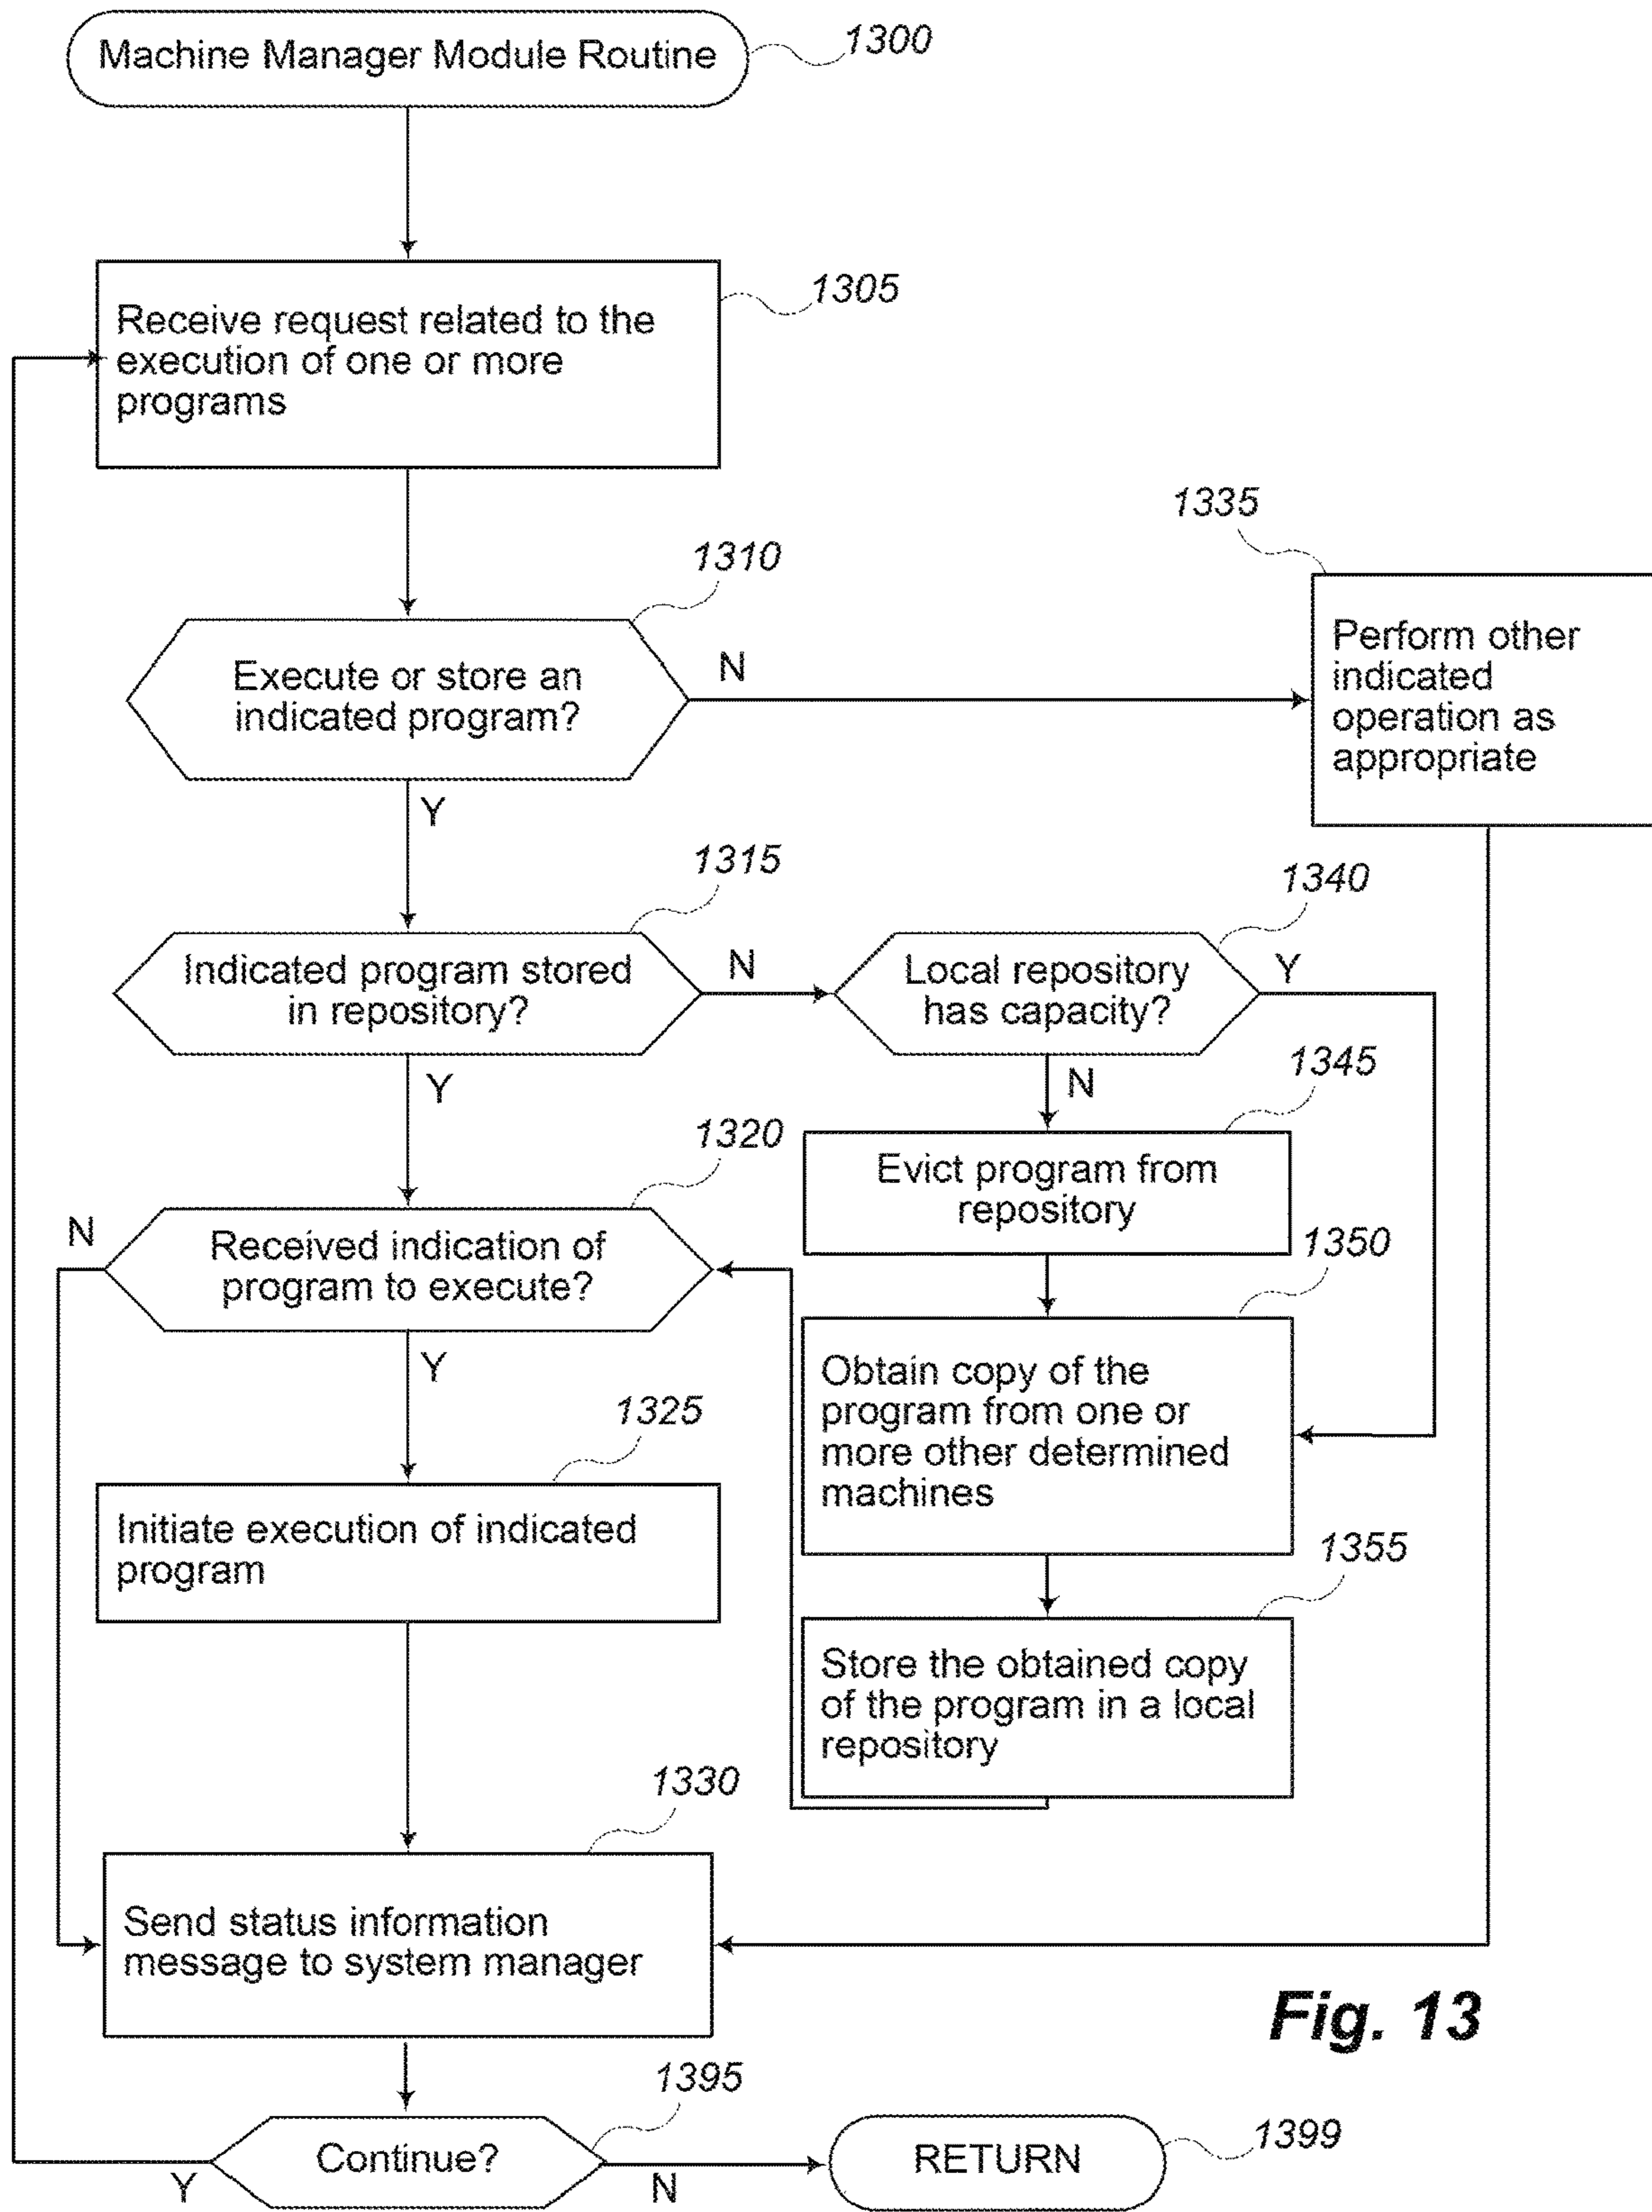 Machine Manager Module Routine
1300
1305
Receive request related to the
execution of one or more
programs
1335
1310
Perform other
indicated
operation as
appropriate
Execute or store an
indicated program?
N
Y
1315
1340
Indicated program stored
in repository?
N
Local repository
has capacity?
Y
1345
Y
N
1320
Evict program from
repository
N
Received indication of
program to execute?
1350
Y
Obtain copy of the
program from one or
more other determined
machines
1325
Initiate execution of indicated
program
1355
Store the obtained copy
of the program in a local
repository
1330
Send status information
message to system manager
Fig. 13
1395
Continue?
Y
N
RETURN
1399